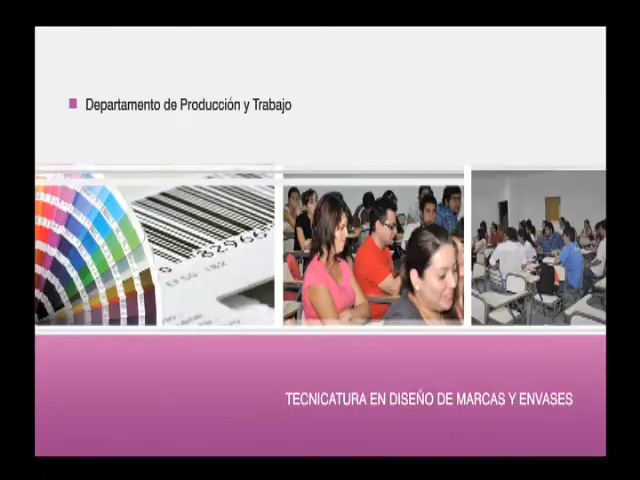 Departamento de Producción y Trabajo
TECNICATURA EN DISEÑO DE MARCAS Y ENVASES